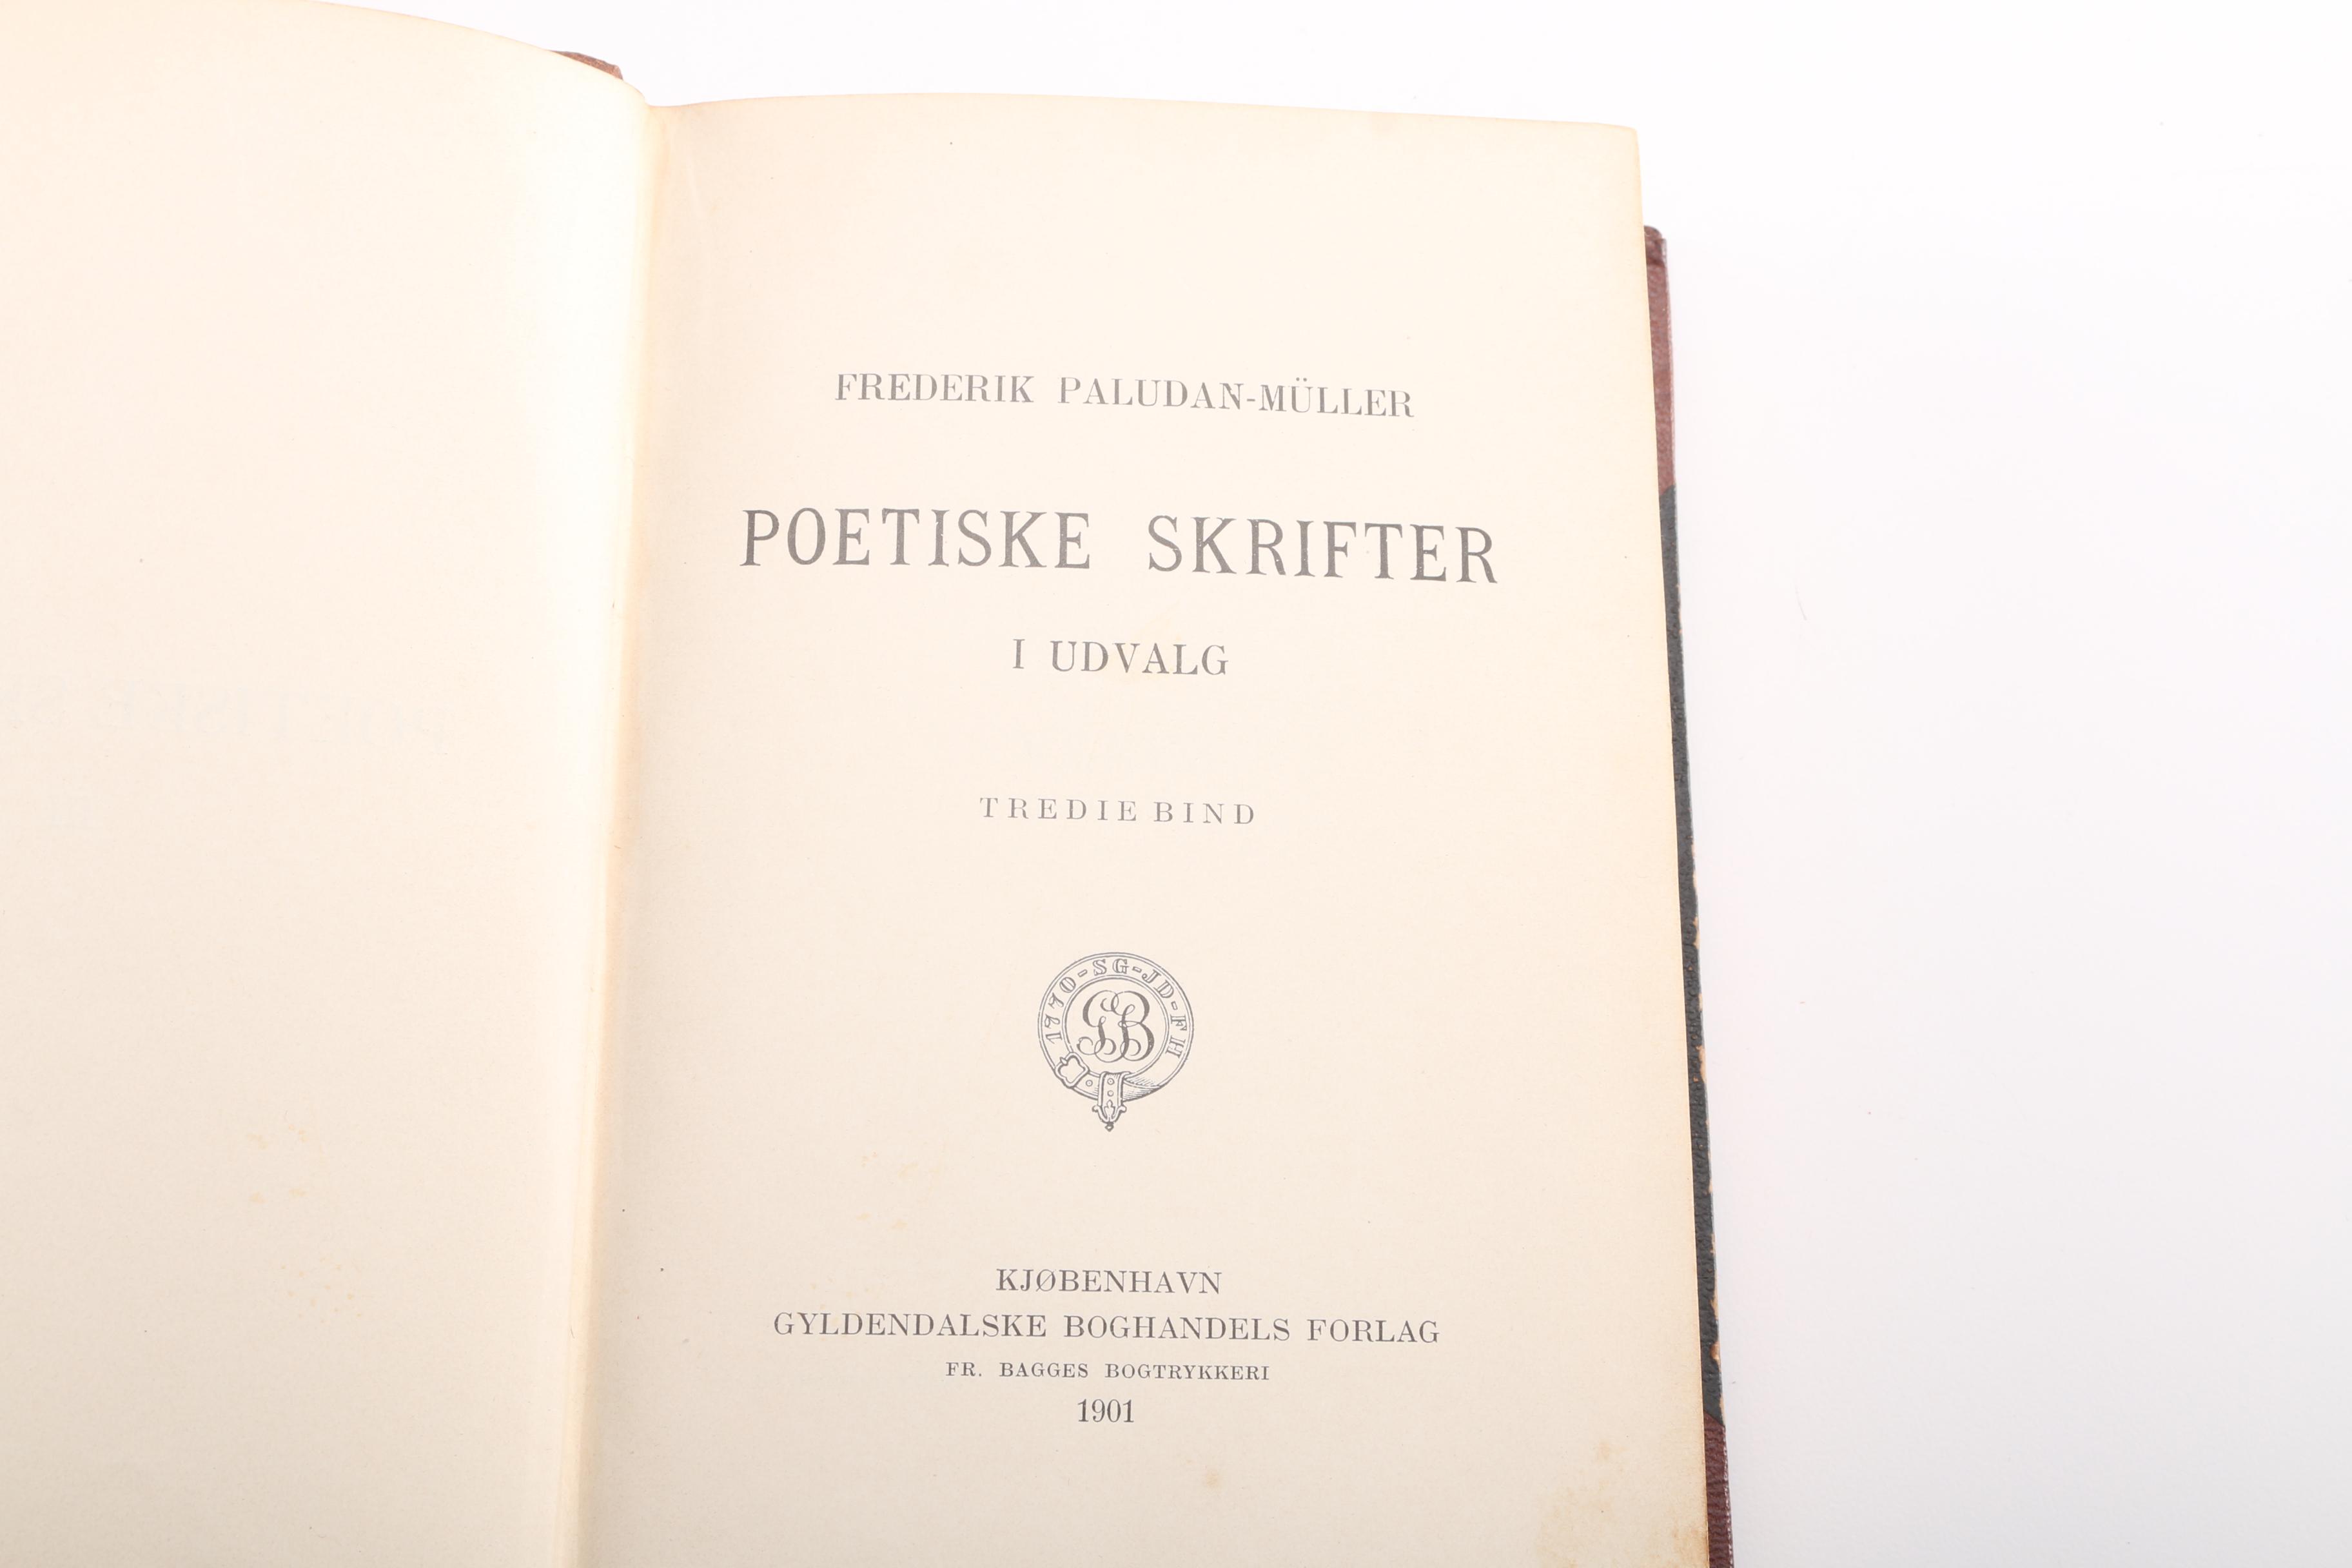 FREDERIK PALUDAN-MÜLLER
POETISKE SKRIFTER
I UDVALG
TREDIE BIND
1770-SG-JD-FH
GB
KJØBENHAVN
GYLDENDALSKE BOGHANDELS FORLAG
FR. BAGGES BOGTRYKKERI
1901